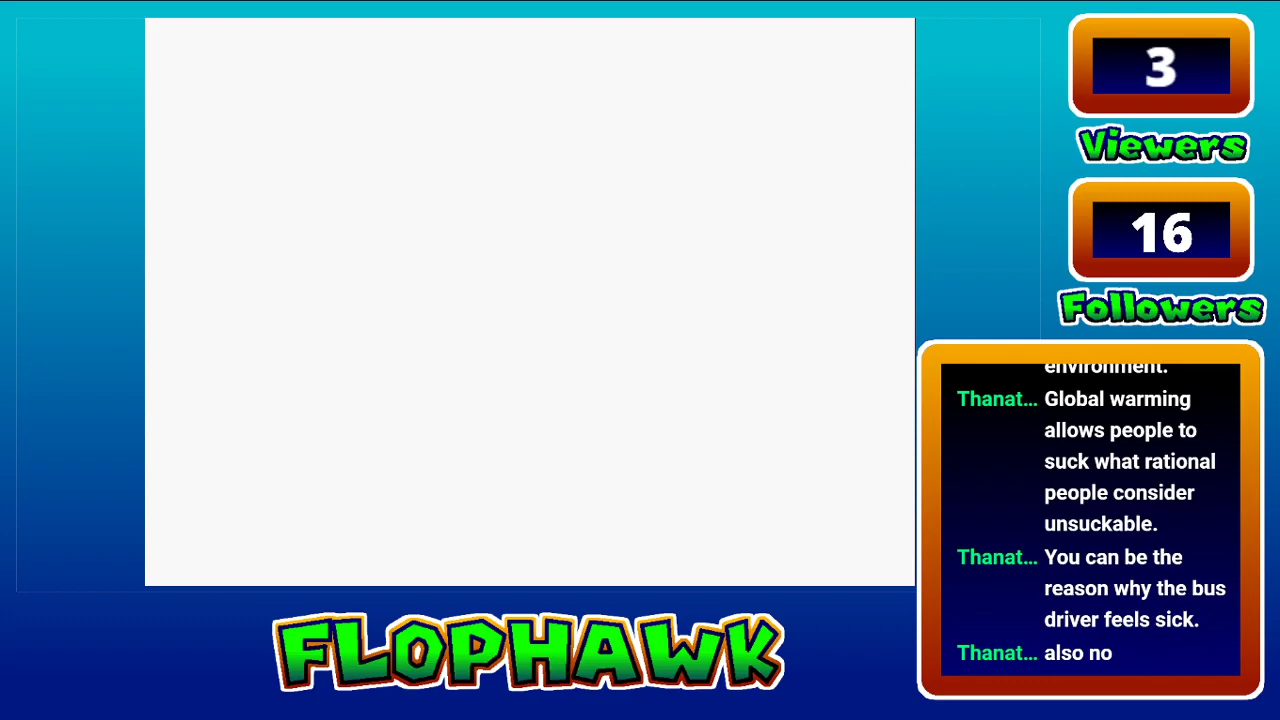 3
Viewers
16
Followers
environment.
Thanat... Global warming
allows people to
suck what rational
people consider
unsuckable.
Thanat... You can be the
reason why the bus
driver feels sick.
Thanat... also no
FLOPHAWK